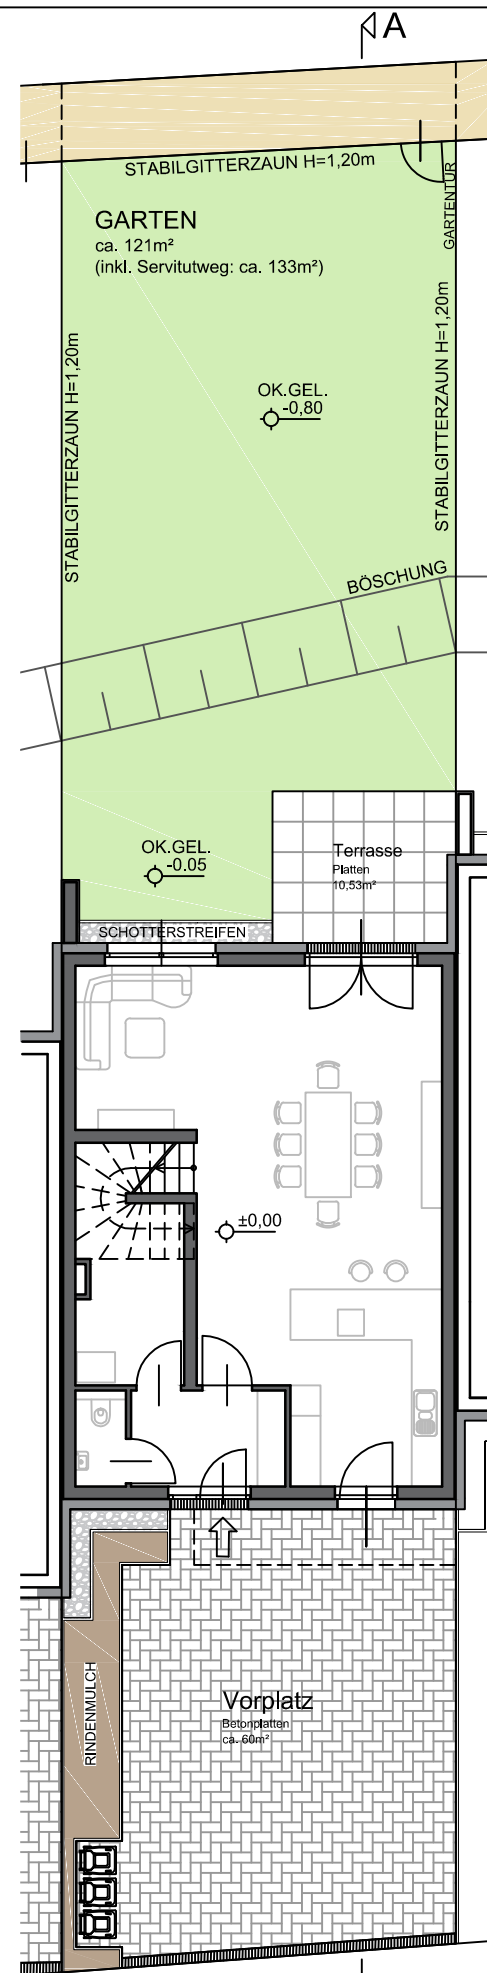 A
STABILGITTERZAUN H=1,20m
GARTENTÜR
GARTEN
ca. 121m²
(inkl. Servitutweg: ca. 133m²)
STABILGITTERZAUN H=1,20m
STABILGITTERZAUN H=1,20m
OK.GEL.
-0,80
BÖSCHUNG
OK.GEL.
-0.05
Terrasse
Platten
10,53m²
SCHOTTERSTREIFEN
±0,00
RINDENMULCH
Vorplatz
Betonplatten
ca. 60m²